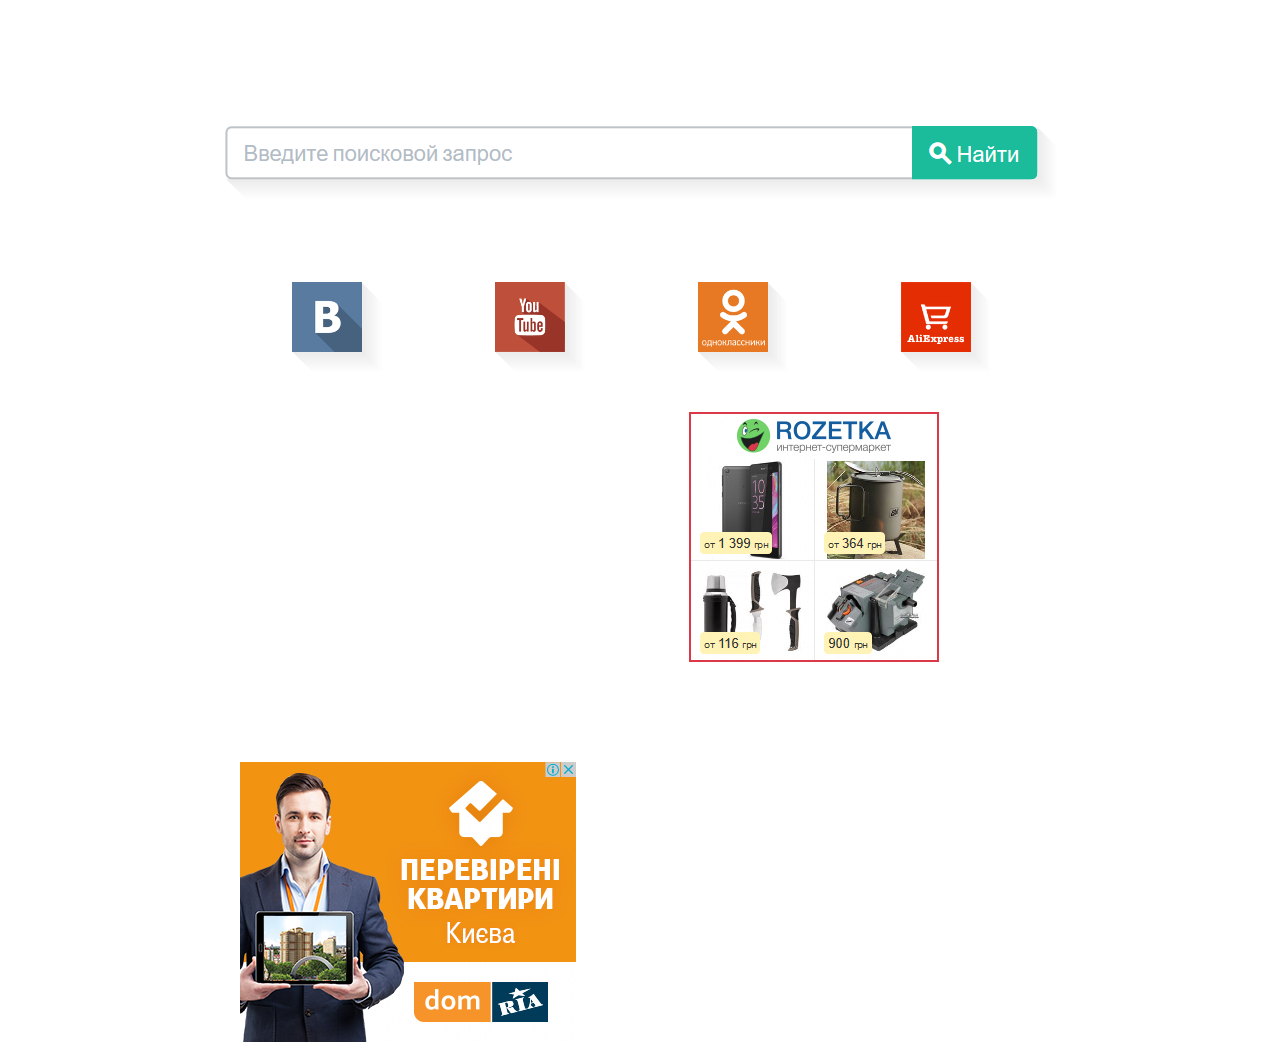 Введите поисковой запрос
Найти
B
You
Tube
одноклассники
AliExpress
ROZETKA
интернет-супермаркет
от 1 399 грн
от 364 грн
от 116 грн
900 грн
ПЕРЕВІРЕНІ
КВАРТИРИ
Києва
dom
RIA